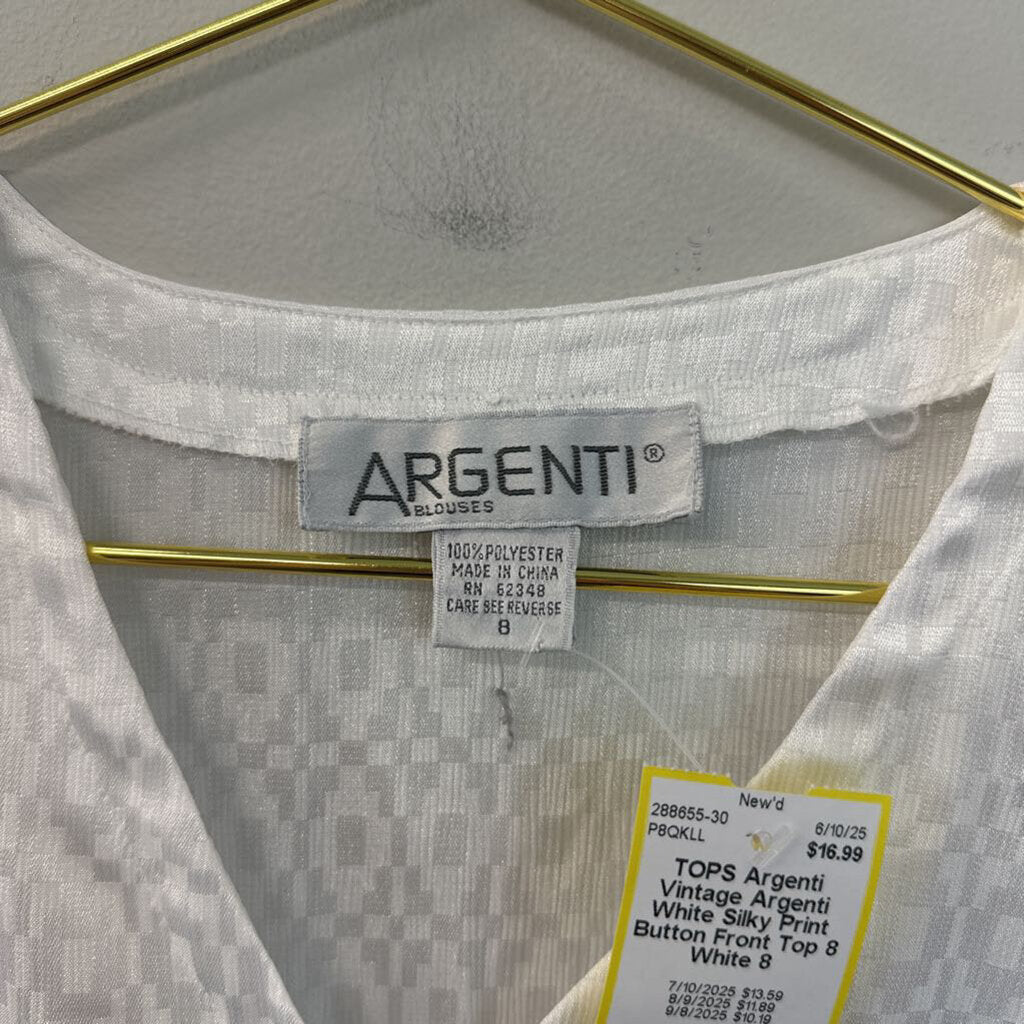 ARGENTI®
BLOUSES
100% POLYESTER
MADE IN CHINA
RN 62348
CARE SEE REVERSE
8
New'd
288655-30
P8QKLL
6/10/25
$16.99
TOPS Argenti
Vintage Argenti
White Silky Print
Button Front Top 8
White 8
7/10/2025 $13.59
8/9/2025 $11.89
9/8/2025 $10.19